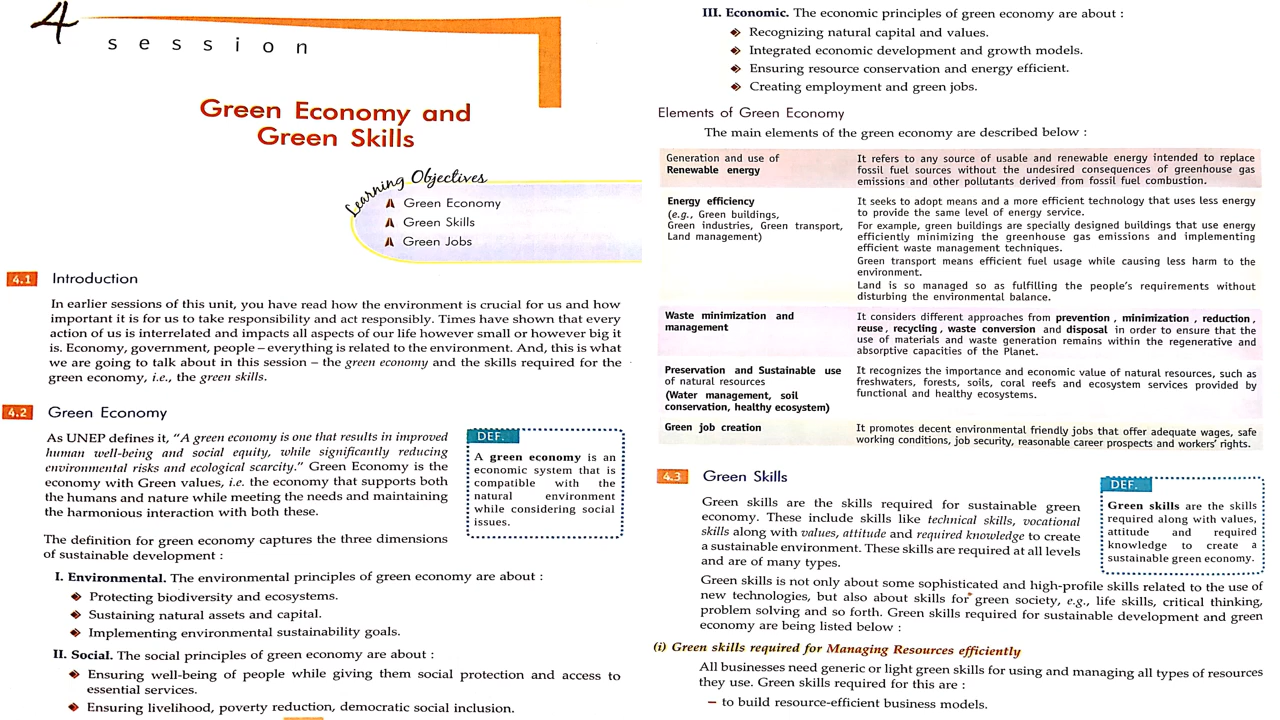 4
session
Green Economy and
Green Skills
Learning Objectives
Green Economy
Green Skills
Green Jobs
4.1 Introduction
In earlier sessions of this unit, you have read how the environment is crucial for us and how
important it is for us to take responsibility and act responsibly. Times have shown that every
action of us is interrelated and impacts all aspects of our life however small or however big it
is. Economy, government, people – everything is related to the environment. And, this is what
we are going to talk about in this session – the green economy and the skills required for the
green economy, i.e., the green skills.
4.2 Green Economy
As UNEP defines it, “A green economy is one that results in improved
human well-being and social equity, while significantly reducing
environmental risks and ecological scarcity.” Green Economy is the
economy with Green values, i.e. the economy that supports both
the humans and nature while meeting the needs and maintaining
the harmonious interaction with both these.
DEF.
A green economy is an
economic system that is
compatible with the
natural environment
while considering social
issues.
The definition for green economy captures the three dimensions
of sustainable development :
I. Environmental. The environmental principles of green economy are about :
Protecting biodiversity and ecosystems.
Sustaining natural assets and capital.
Implementing environmental sustainability goals.
II. Social. The social principles of green economy are about :
Ensuring well-being of people while giving them social protection and access to
essential services.
Ensuring livelihood, poverty reduction, democratic social inclusion.
III. Economic. The economic principles of green economy are about :
Recognizing natural capital and values.
Integrated economic development and growth models.
Ensuring resource conservation and energy efficient.
Creating employment and green jobs.
Elements of Green Economy
The main elements of the green economy are described below :
Generation and use of
Renewable energy
It refers to any source of usable and renewable energy intended to replace
fossil fuel sources without the undesired consequences of greenhouse gas
emissions and other pollutants derived from fossil fuel combustion.
Energy efficiency
(e.g., Green buildings,
Green industries, Green transport,
Land management)
It seeks to adopt means and a more efficient technology that uses less energy
to provide the same level of energy service.
For example, green buildings are specially designed buildings that use energy
efficiently minimizing the greenhouse gas emissions and implementing
efficient waste management techniques.
Green transport means efficient fuel usage while causing less harm to the
environment.
Land is so managed so as fulfilling the people's requirements without
disturbing the environmental balance.
Waste minimization and
management
It considers different approaches from prevention , minimization , reduction ,
reuse , recycling , waste conversion and disposal in order to ensure that the
use of materials and waste generation remains within the regenerative and
absorptive capacities of the Planet.
Preservation and Sustainable use
of natural resources
(Water management, soil
conservation, healthy ecosystem)
It recognizes the importance and economic value of natural resources, such as
freshwaters, forests, soils, coral reefs and ecosystem services provided by
functional and healthy ecosystems.
Green job creation
It promotes decent environmental friendly jobs that offer adequate wages, safe
working conditions, job security, reasonable career prospects and workers' rights.
4.3 Green Skills
Green skills are the skills required for sustainable green
economy. These include skills like technical skills, vocational
skills along with values, attitude and required knowledge to create
a sustainable environment. These skills are required at all levels
and are of many types.
DEF.
Green skills are the skills
required along with values,
attitude and required
knowledge to create a
sustainable green economy.
Green skills is not only about some sophisticated and high-profile skills related to the use of
new technologies, but also about skills for green society, e.g., life skills, critical thinking,
problem solving and so forth. Green skills required for sustainable development and green
economy are being listed below :
(i) Green skills required for Managing Resources efficiently
All businesses need generic or light green skills for using and managing all types of resources
they use. Green skills required for this are :
– to build resource-efficient business models.